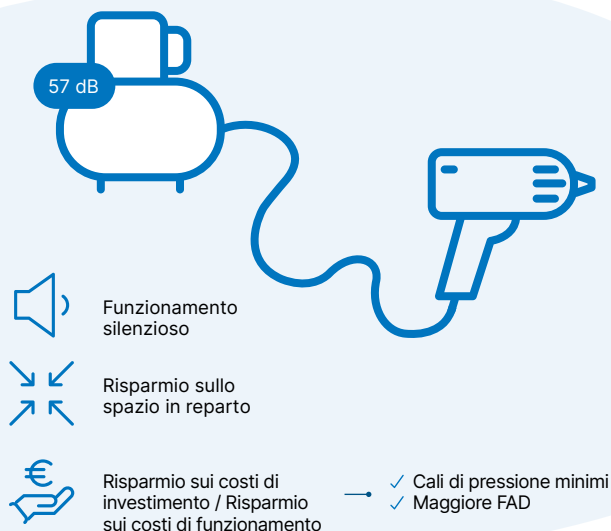 57 dB
Funzionamento
silenzioso
Risparmio sullo
spazio in reparto
€
Risparmio sui costi di
investimento / Risparmio
sui costi di funzionamento
✓ Cali di pressione minimi
✓ Maggiore FAD